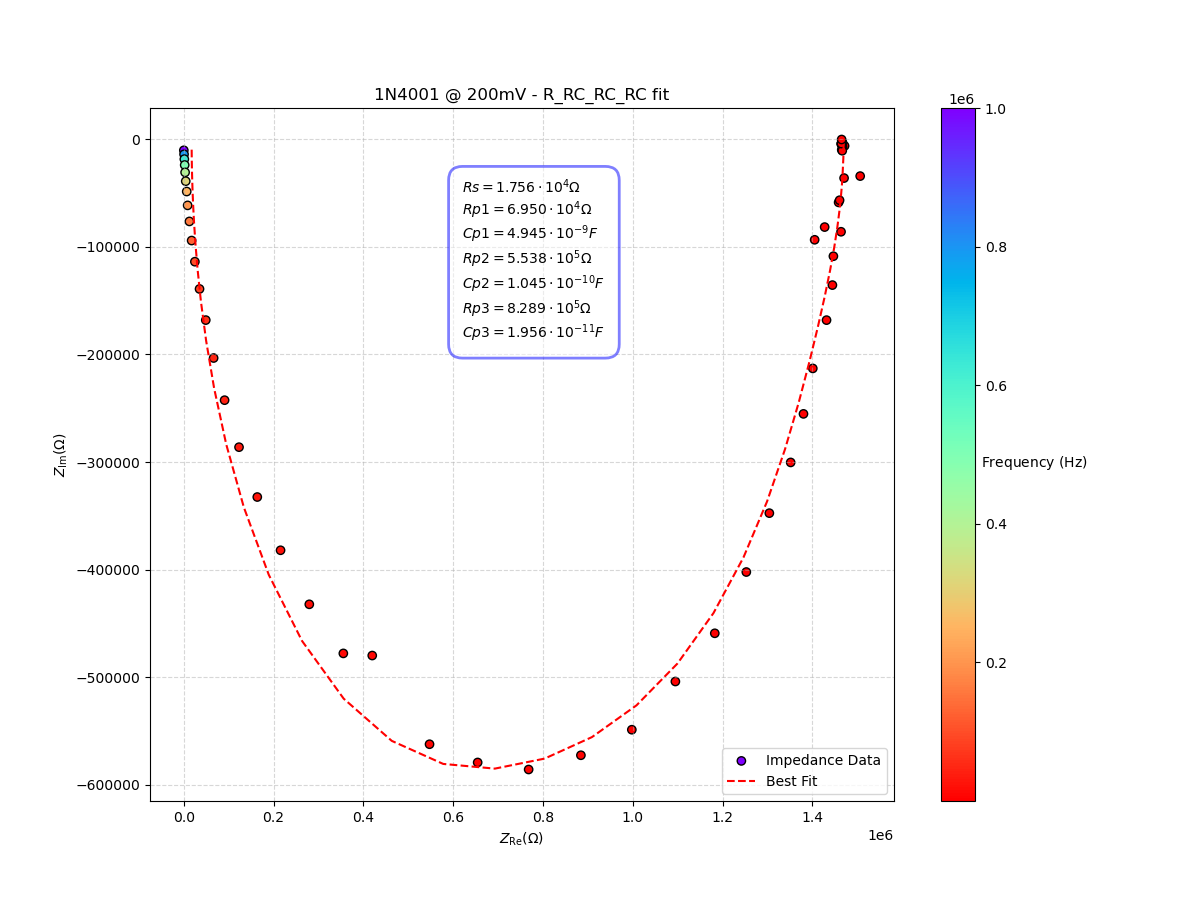 1N4001 @ 200mV - R_RC_RC_RC fit
1e6
1.0
0.8
0.6
0.4
0.2
Frequency (Hz)
0
−100000
−200000
−300000
−400000
−500000
−600000
Z_Im(Ω)
Rs = 1.756 · 10^4Ω
Rp1 = 6.950 · 10^4Ω
Cp1 = 4.945 · 10^−9F
Rp2 = 5.538 · 10^5Ω
Cp2 = 1.045 · 10^−10F
Rp3 = 8.289 · 10^5Ω
Cp3 = 1.956 · 10^−11F
Impedance Data
Best Fit
0.0 0.2 0.4 0.6 0.8 1.0 1.2 1.4
1e6
Z_Re(Ω)